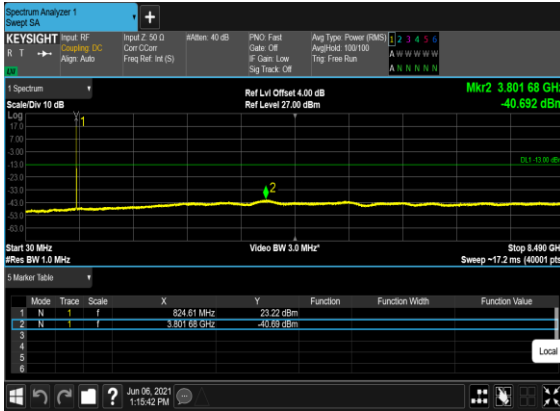 Spectrum Analyzer 1
Swept SA
+
KEYSIGHT
R T
LV
Input: RF
Coupling: DC
Align: Auto
Input Z: 50 Ω
Corr CCorr
Freq Ref: Int (S)
#Atten: 40 dB
PNO: Fast
Gate: Off
IF Gain: Low
Sig Track: Off
Avg Type: Power (RMS)
Avg|Hold: 100/100
Trig: Free Run
1 2 3 4 5 6
A W W W W W
A N N N N N
1 Spectrum
Scale/Div 10 dB
Ref Lvl Offset 4.00 dB
Ref Level 27.00 dBm
Mkr2 3.801 68 GHz
-40.692 dBm
Log
17.0
7.00
-3.00
-13.0
-23.0
-33.0
-43.0
-53.0
-63.0
1
2
DL1 -13.00 dBm
Start 30 MHz
#Res BW 1.0 MHz
Video BW 3.0 MHz*
Stop 8.490 GH
Sweep ~17.2 ms (40001 pts
5 Marker Table
Mode Trace Scale X Y Function Function Width Function Value
1 N 1 f 824.61 MHz 23.22 dBm
2 N 1 f 3.801 68 GHz -40.69 dBm
3
4
5
6
Local
?
Jun 06, 2021
1:15:42 PM